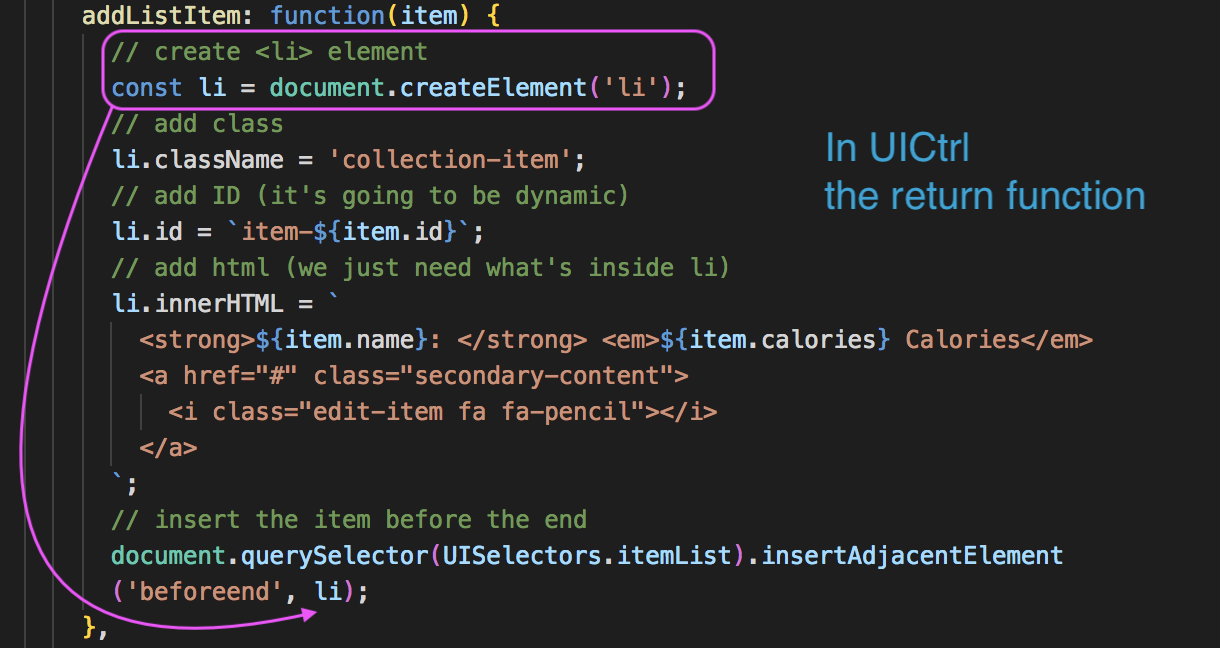 addListItem: function(item) {
// create <li> element
const li = document.createElement('li');
// add class
li.className = 'collection-item';
In UICtrl
the return function
// add ID (it's going to be dynamic)
li.id = `item-${item.id}`;
// add html (we just need what's inside li)
li.innerHTML = `
<strong>${item.name}: </strong> <em>${item.calories} Calories</em>
<a href="#" class="secondary-content">
<i class="edit-item fa fa-pencil"></i>
</a>
`;
// insert the item before the end
document.querySelector(UISelectors.itemList).insertAdjacentElement
('beforeend', li);
},